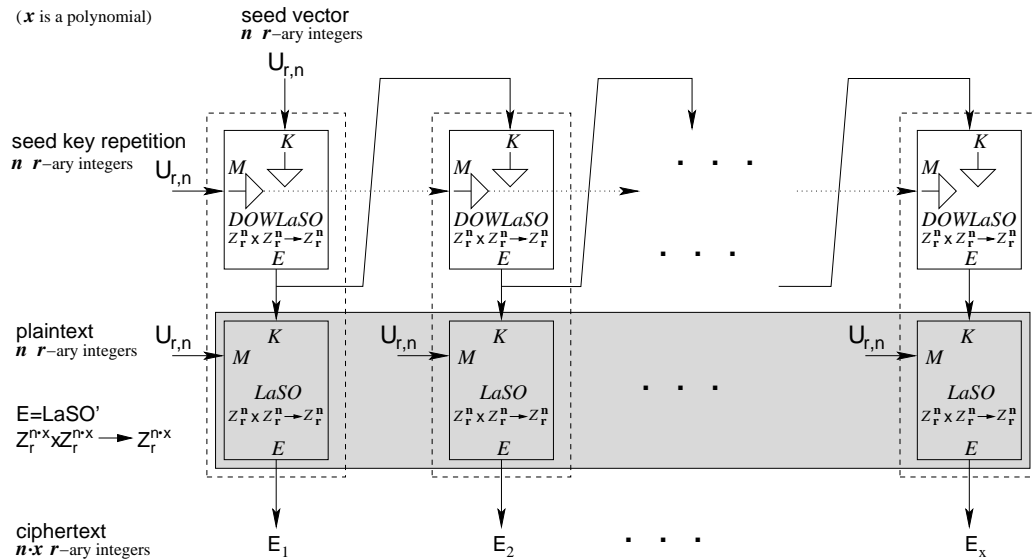 (x is a polynomial)
seed vector
n r−ary integers
U_{r,n}
seed key repetition
n r−ary integers
U_{r,n}
K
M
DOWLaSO
Z_r^n x Z_r^n → Z_r^n
E
K
M
DOWLaSO
Z_r^n x Z_r^n → Z_r^n
E
. . .
. . .
K
M
DOWLaSO
Z_r^n x Z_r^n → Z_r^n
E
plaintext
n r−ary integers
U_{r,n}
K
M
LaSO
Z_r^n x Z_r^n → Z_r^n
E
U_{r,n}
K
M
LaSO
Z_r^n x Z_r^n → Z_r^n
E
. . .
U_{r,n}
K
M
LaSO
Z_r^n x Z_r^n → Z_r^n
E
E=LaSO'
Z_r^{n·x} x Z_r^{n·x} → Z_r^{n·x}
ciphertext
n·x r−ary integers
E_1
E_2
. . .
E_x